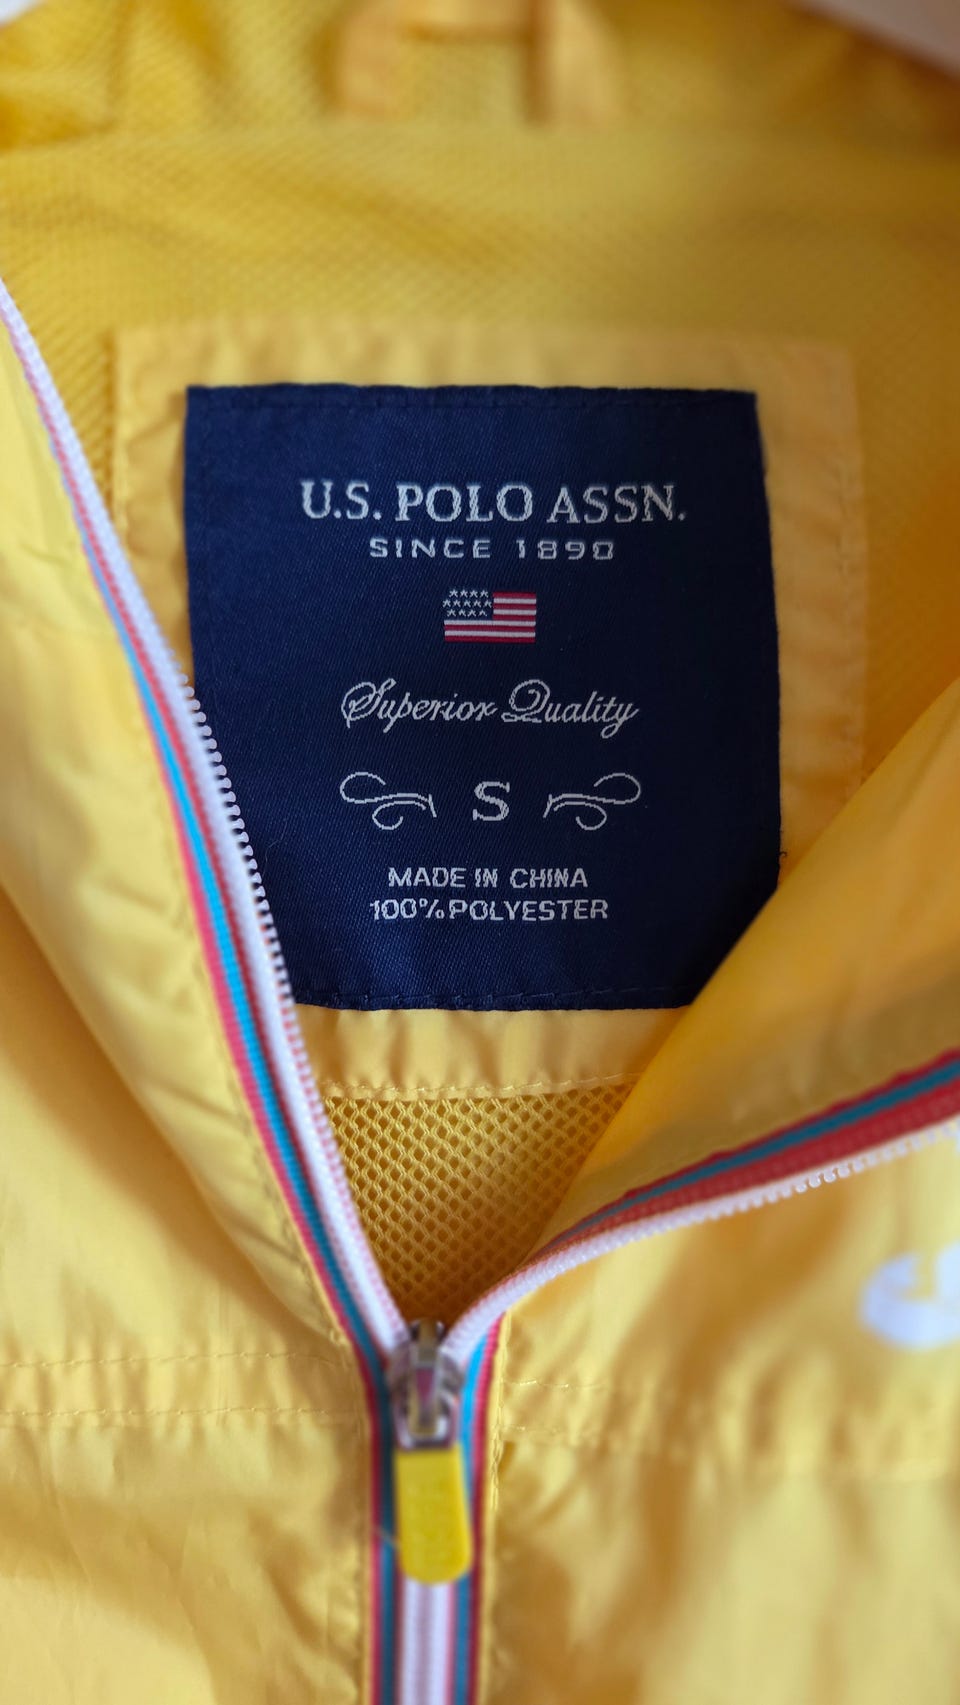 U.S. POLO ASSN.
SINCE 1890
Superior Quality
S
MADE IN CHINA
100% POLYESTER